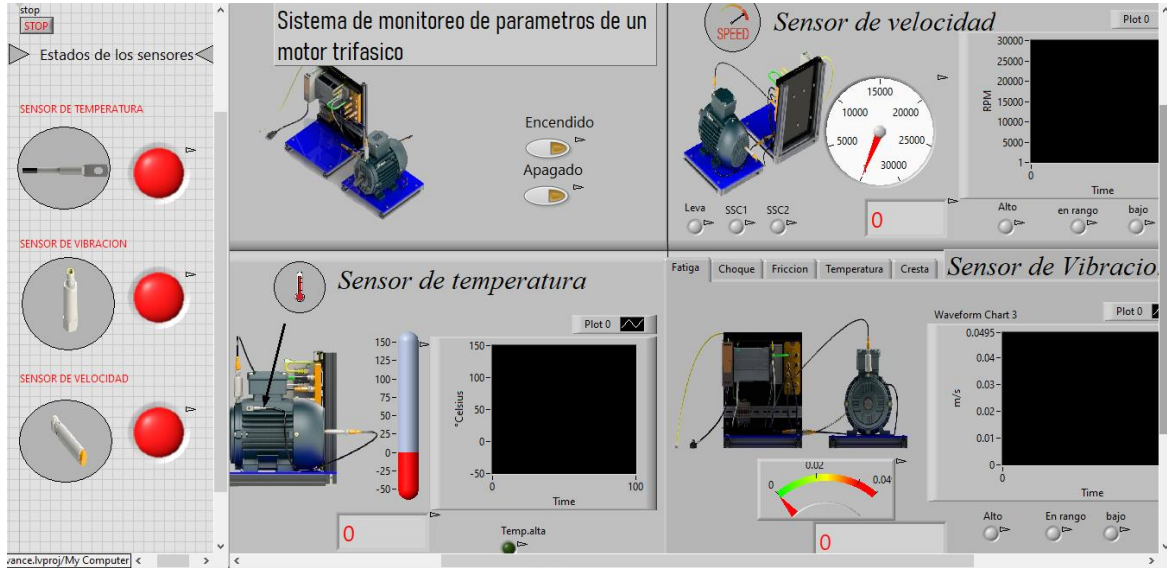 stop
STOP
Estados de los sensores
SENSOR DE TEMPERATURA
SENSOR DE VIBRACION
SENSOR DE VELOCIDAD
vance.lvproj/My Computer
Sistema de monitoreo de parametros de un
motor trifasico
Encendido
Apagado
SPEED
Sensor de velocidad
Plot 0
5000
10000
15000
20000
25000
30000
RPM
30000
25000
20000
15000
10000
5000
1
0
Time
Leva
SSC1
SSC2
0
Alto
en rango
bajo
Sensor de temperatura
Plot 0
150
125
100
75
50
25
0
-25
-50
°Celsius
150
100
50
0
-50
0
100
Time
0
Temp.alta
Fatiga
Choque
Friccion
Temperatura
Cresta
Sensor de Vibracio
Waveform Chart 3
Plot 0
m/s
0.0495
0.04
0.03
0.02
0.01
0
0
Time
0
0.02
0.04
0
Alto
En rango
bajo